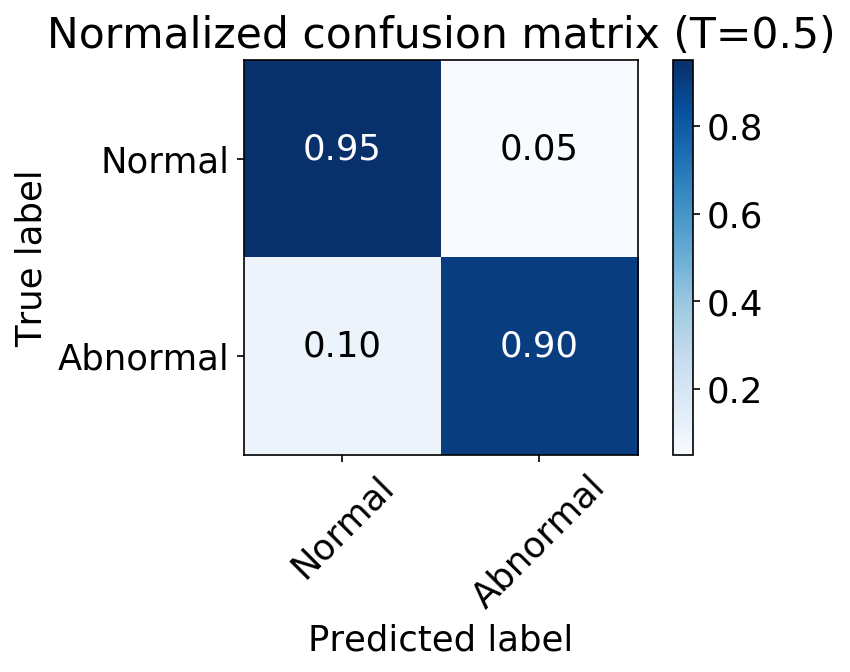 Normalized confusion matrix (T=0.5)
True label
Normal
0.95
0.05
Abnormal
0.10
0.90
0.8
0.6
0.4
0.2
Normal
Abnormal
Predicted label